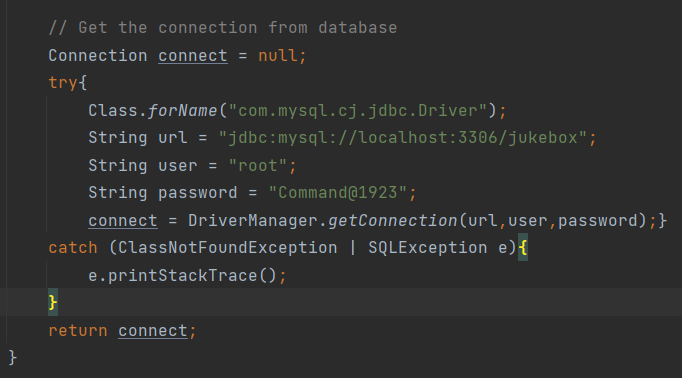 // Get the connection from database
Connection connect = null;
try{
Class.forName("com.mysql.cj.jdbc.Driver");
String url = "jdbc:mysql://localhost:3306/jukebox";
String user = "root";
String password = "Command@1923";
connect = DriverManager.getConnection(url,user,password);}
catch (ClassNotFoundException | SQLException e){
e.printStackTrace();
}
return connect;
}